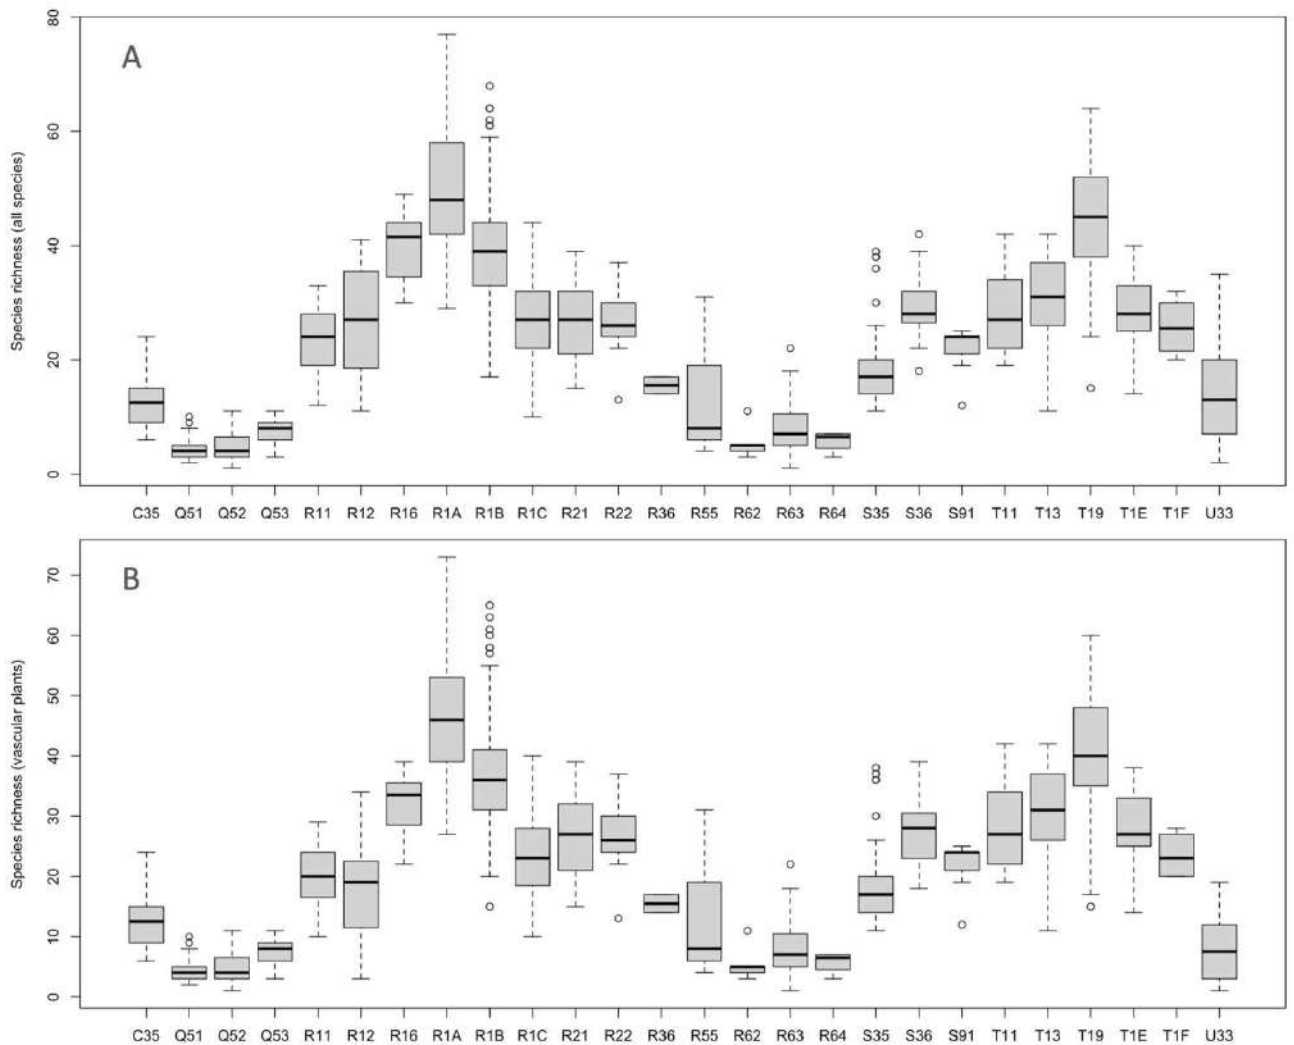 A
Species richness (all species)
80
60
40
20
0
C35 Q51 Q52 Q53 R11 R12 R16 R1A R1B R1C R21 R22 R36 R55 R62 R63 R64 S35 S36 S91 T11 T13 T19 T1E T1F U33
B
Species richness (vascular plants)
70
60
50
40
30
20
10
0
C35 Q51 Q52 Q53 R11 R12 R16 R1A R1B R1C R21 R22 R36 R55 R62 R63 R64 S35 S36 S91 T11 T13 T19 T1E T1F U33